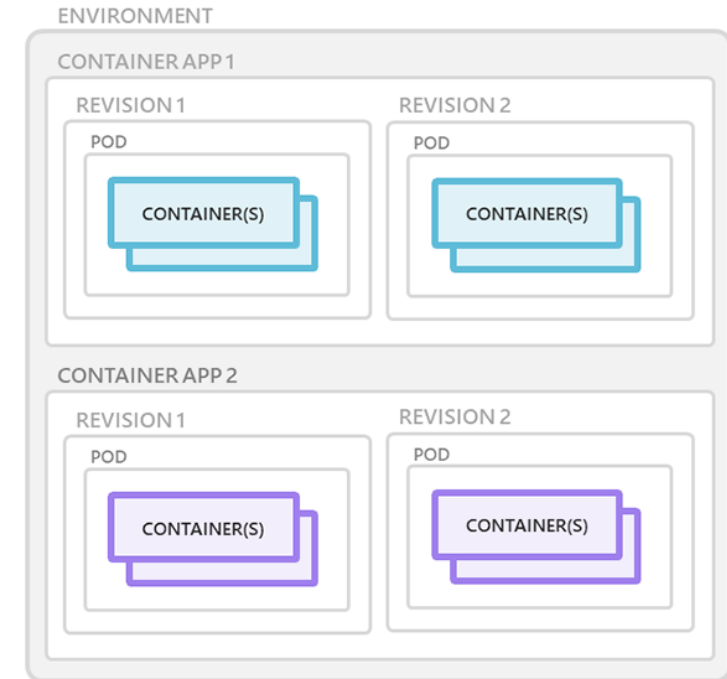 ENVIRONMENT
CONTAINER APP 1
REVISION 1
REVISION 2
POD
POD
CONTAINER(S)
CONTAINER(S)
CONTAINER APP 2
REVISION 1
REVISION 2
POD
POD
CONTAINER(S)
CONTAINER(S)